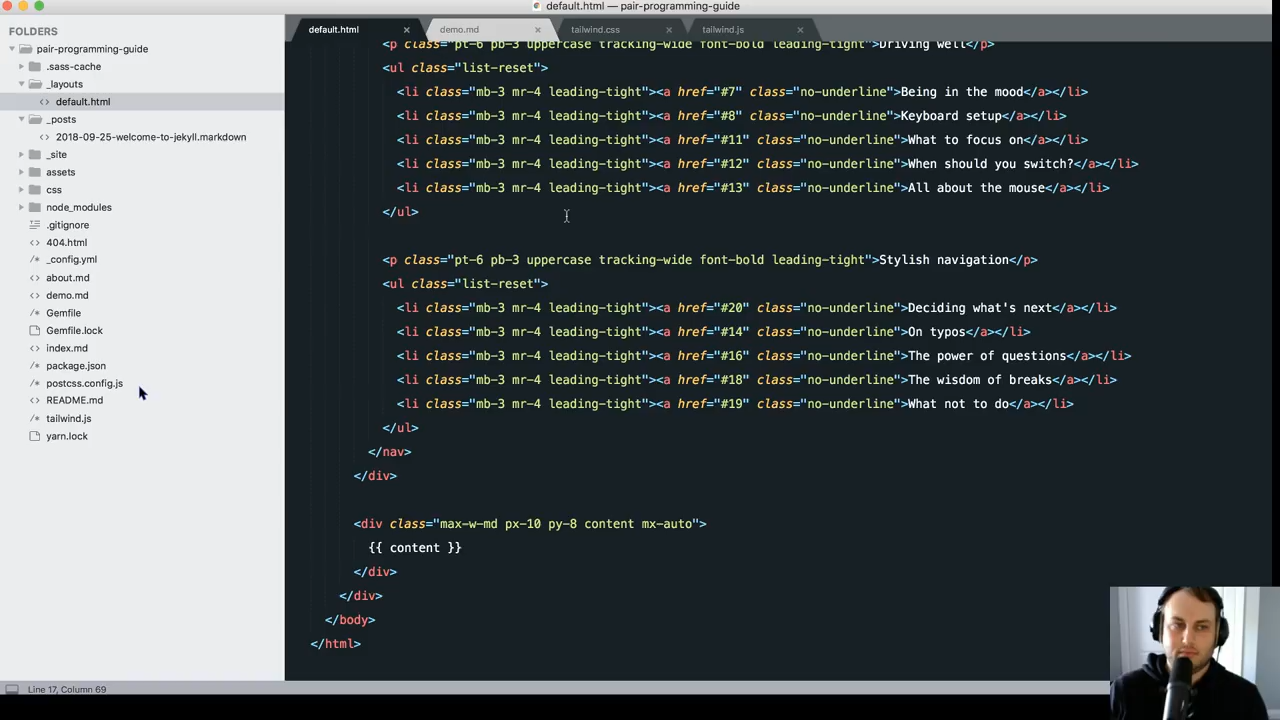 default.html — pair-programming-guide
FOLDERS
pair-programming-guide
.sass-cache
_layouts
default.html
_posts
2018-09-25-welcome-to-jekyll.markdown
_site
assets
css
node_modules
.gitignore
404.html
_config.yml
about.md
demo.md
Gemfile
Gemfile.lock
index.md
package.json
postcss.config.js
README.md
tailwind.js
yarn.lock
default.html × demo.md × tailwind.css × tailwind.js ×
<p class="pt-6 pb-3 uppercase tracking-wide font-bold leading-tight">Driving well</p>
<ul class="list-reset">
<li class="mb-3 mr-4 leading-tight"><a href="#7" class="no-underline">Being in the mood</a></li>
<li class="mb-3 mr-4 leading-tight"><a href="#8" class="no-underline">Keyboard setup</a></li>
<li class="mb-3 mr-4 leading-tight"><a href="#11" class="no-underline">What to focus on</a></li>
<li class="mb-3 mr-4 leading-tight"><a href="#12" class="no-underline">When should you switch?</a></li>
<li class="mb-3 mr-4 leading-tight"><a href="#13" class="no-underline">All about the mouse</a></li>
</ul>
<p class="pt-6 pb-3 uppercase tracking-wide font-bold leading-tight">Stylish navigation</p>
<ul class="list-reset">
<li class="mb-3 mr-4 leading-tight"><a href="#20" class="no-underline">Deciding what's next</a></li>
<li class="mb-3 mr-4 leading-tight"><a href="#14" class="no-underline">On typos</a></li>
<li class="mb-3 mr-4 leading-tight"><a href="#16" class="no-underline">The power of questions</a></li>
<li class="mb-3 mr-4 leading-tight"><a href="#18" class="no-underline">The wisdom of breaks</a></li>
<li class="mb-3 mr-4 leading-tight"><a href="#19" class="no-underline">What not to do</a></li>
</ul>
</nav>
</div>
<div class="max-w-md px-10 py-8 content mx-auto">
{{ content }}
</div>
</div>
</body>
</html>
Line 17, Column 69